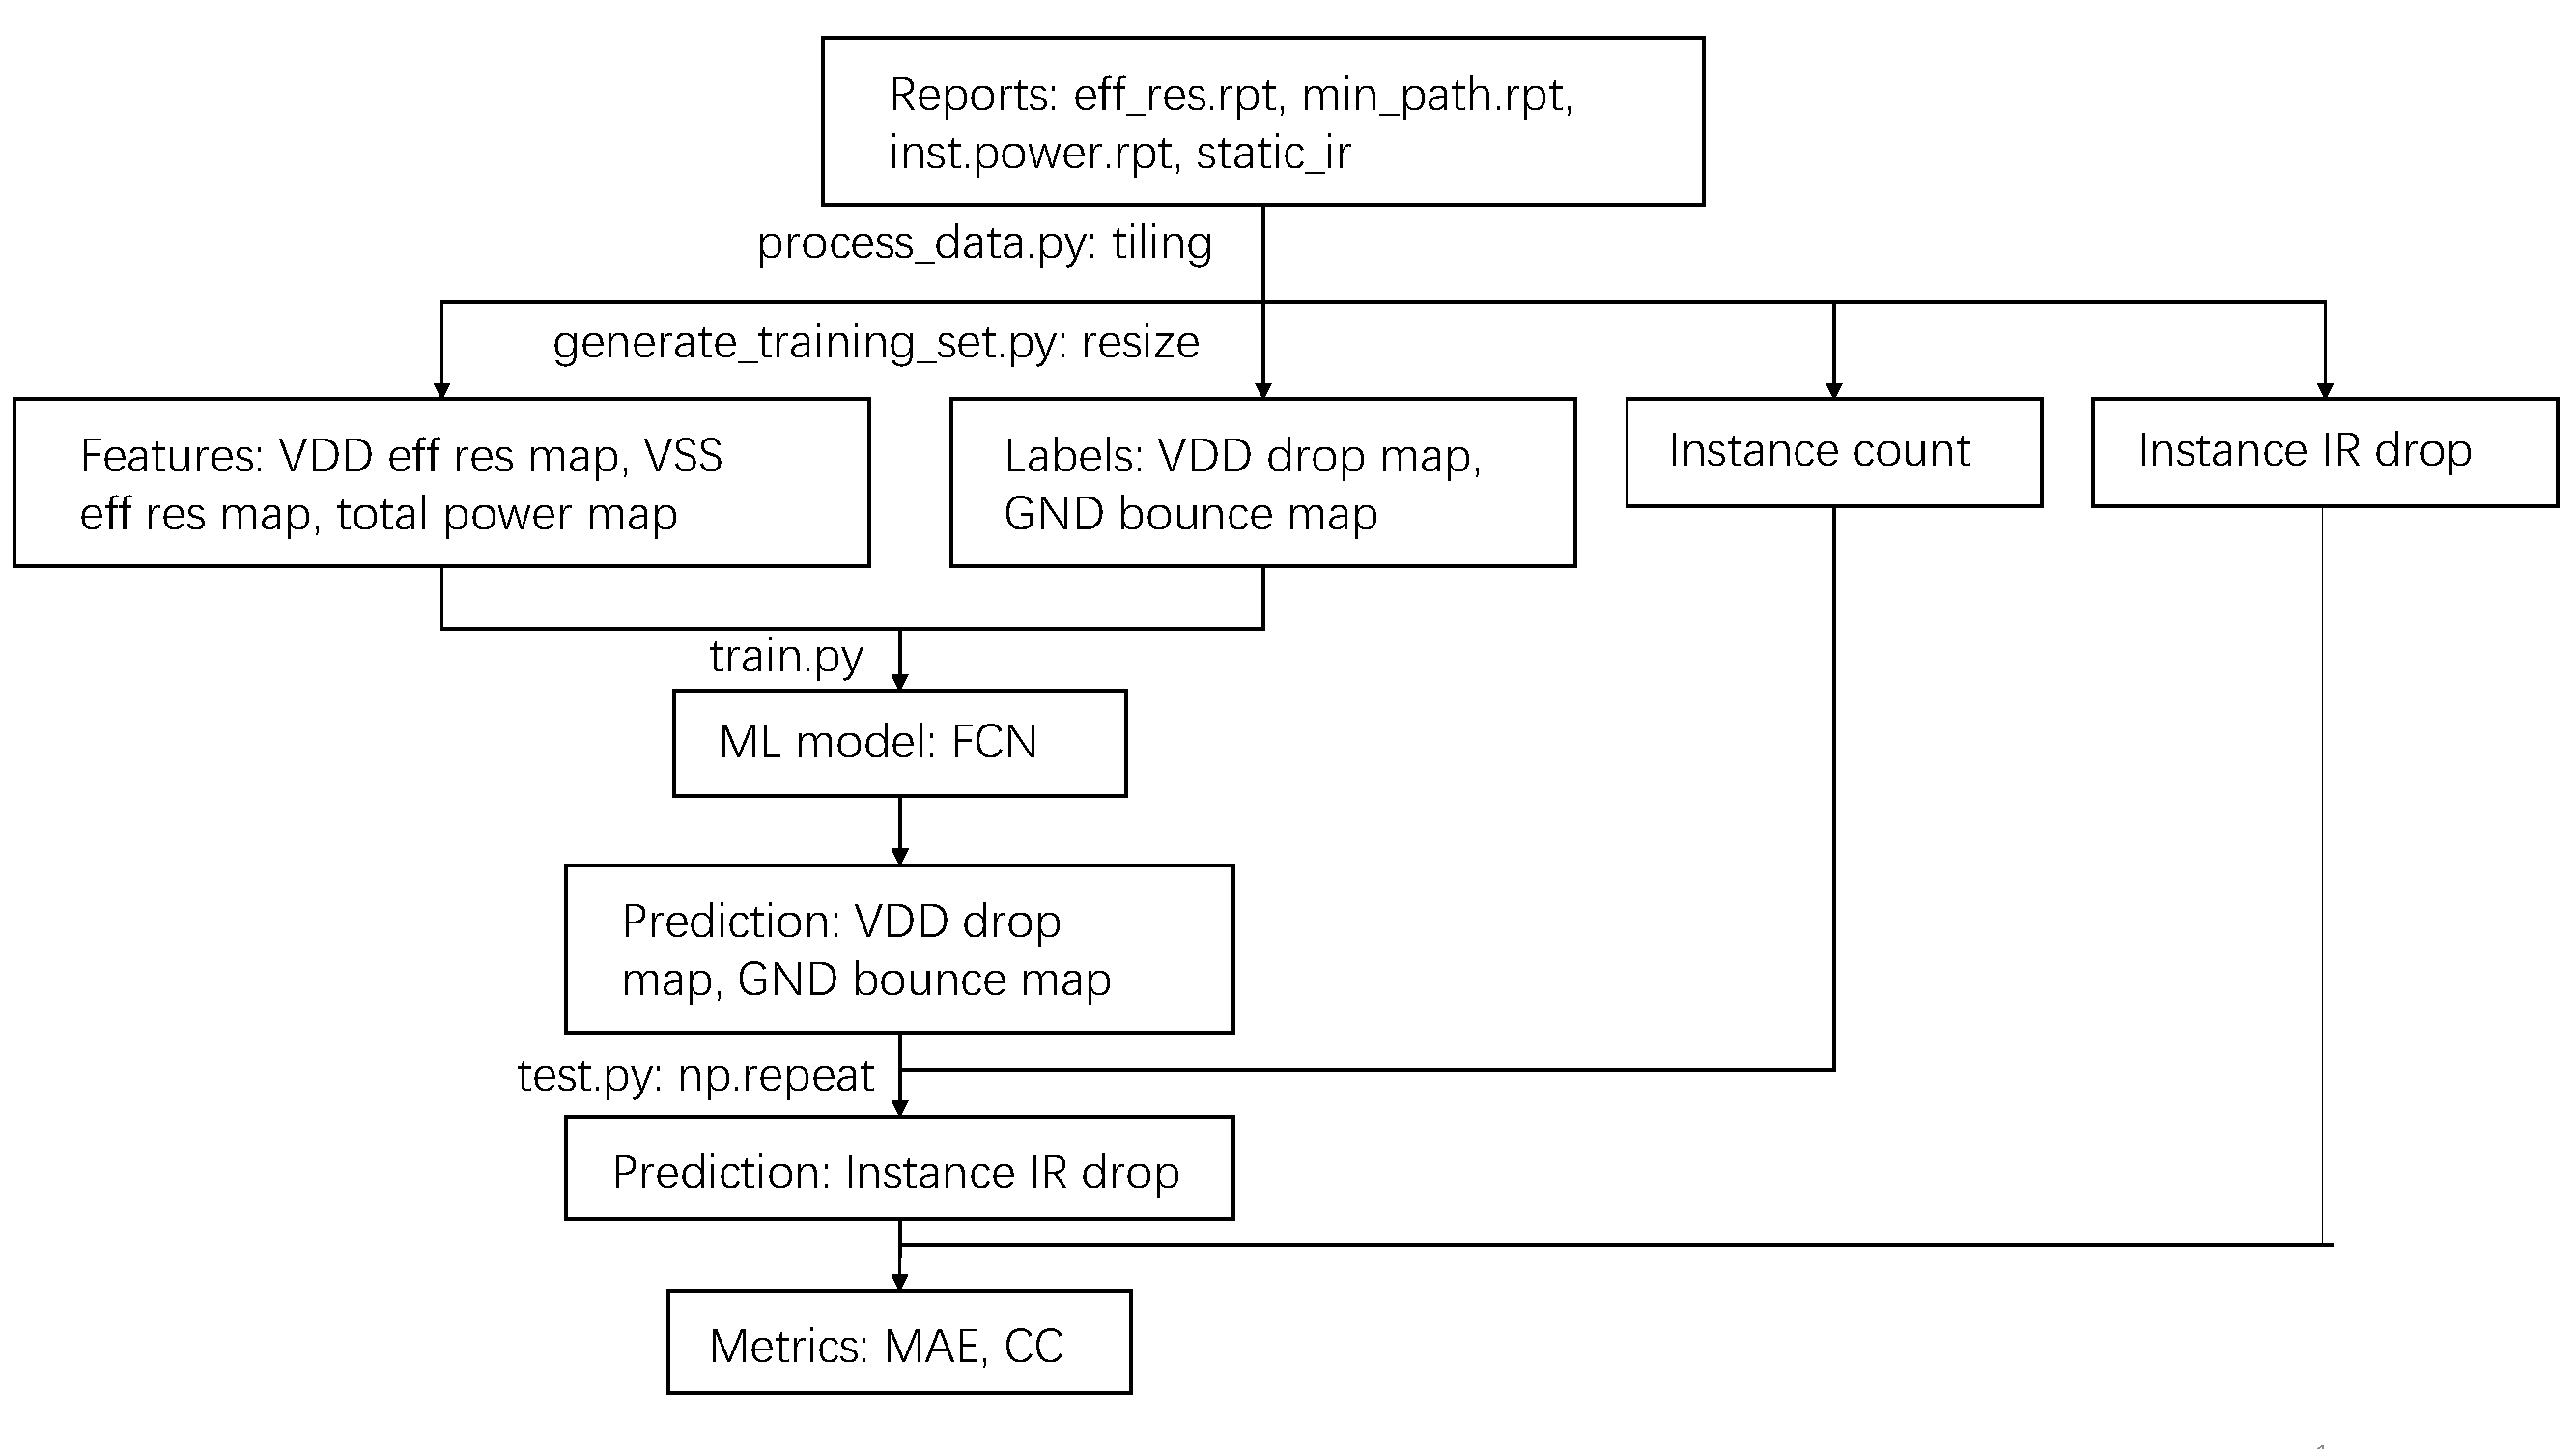 Reports: eff_res.rpt, min_path.rpt,
inst.power.rpt, static_ir
process_data.py: tiling
generate_training_set.py: resize
Features: VDD eff res map, VSS
eff res map, total power map
Labels: VDD drop map,
GND bounce map
Instance count
Instance IR drop
train.py
ML model: FCN
Prediction: VDD drop
map, GND bounce map
test.py: np.repeat
Prediction: Instance IR drop
Metrics: MAE, CC